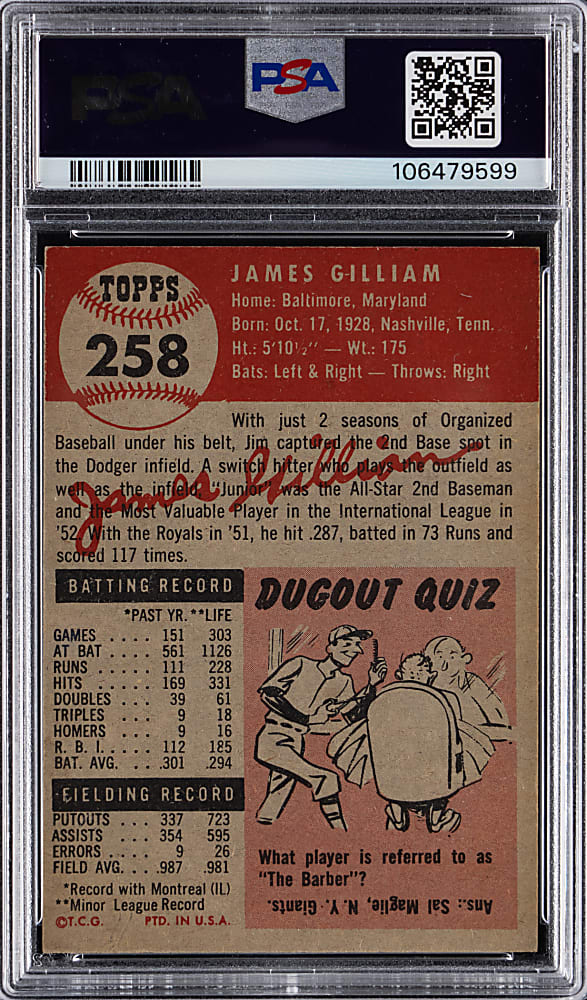 PSA
PSA
106479599
TOPPS
258
JAMES GILLIAM
Home: Baltimore, Maryland
Born: Oct. 17, 1928, Nashville, Tenn.
Ht.: 5'10½" — Wt.: 175
Bats: Left & Right — Throws: Right
With just 2 seasons of Organized
Baseball under his belt, Jim captured the 2nd Base spot in
the Dodger infield. A switch hitter who plays the outfield as
well as the infield, "Junior" was the All-Star 2nd Baseman
and the Most Valuable Player in the International League in
'52. With the Royals in '51, he hit .287, batted in 73 Runs and
scored 117 times.
James Gilliam
BATTING RECORD
*PAST YR. **LIFE
GAMES .... 151 303
AT BAT .... 561 1126
RUNS .... 111 228
HITS .... 169 331
DOUBLES .. 39 61
TRIPLES ... 9 18
HOMERS ... 9 16
R. B. I. .... 112 185
BAT. AVG. ... .301 .294
FIELDING RECORD
PUTOUTS ... 337 723
ASSISTS ... 354 595
ERRORS .... 9 26
FIELD AVG. ... .987 .981
*Record with Montreal (IL)
**Minor League Record
©T.C.G. PTD. IN U.S.A.
DUGOUT QUIZ
What player is referred to as
"The Barber"?
Ans.: Sal Maglie, N. Y. Giants.